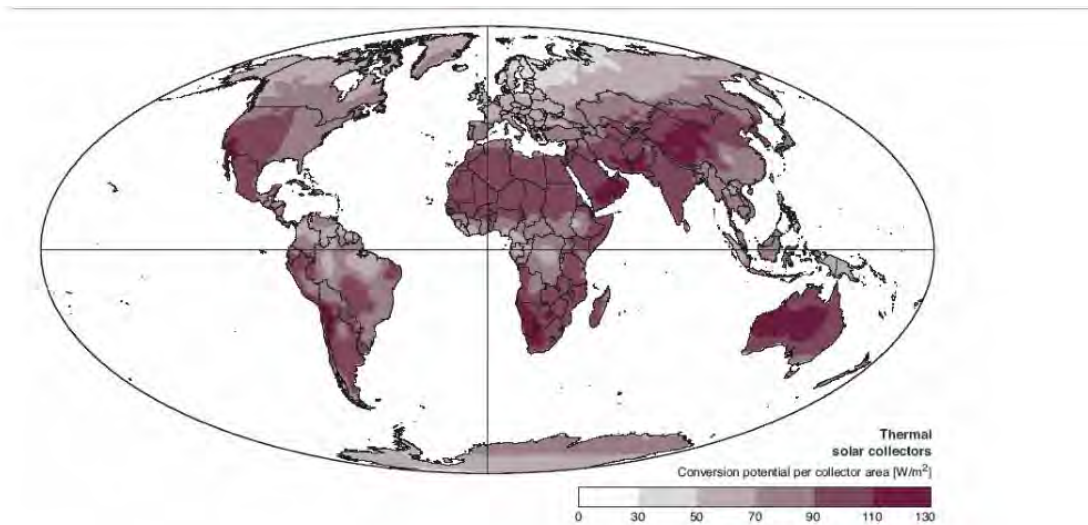 Thermal
solar collectors
Conversion potential per collector area [W/m²]
0 30 50 70 90 110 130